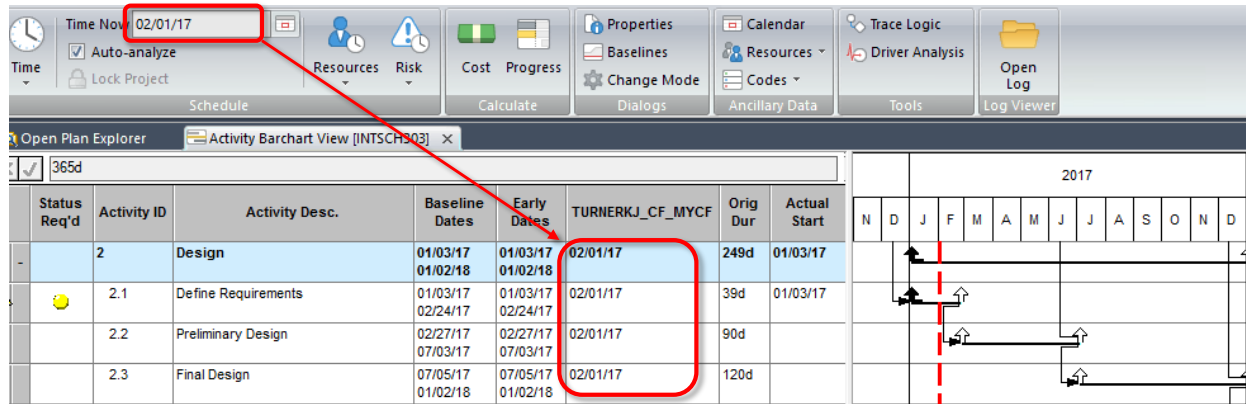 Time Now 02/01/17
Auto-analyze
Lock Project
Time
Resources
Risk
Schedule
Cost
Progress
Calculate
Properties
Baselines
Change Mode
Dialogs
Calendar
Resources
Codes
Ancillary Data
Trace Logic
Driver Analysis
Tools
Open
Log
Log Viewer
Open Plan Explorer
Activity Barchart View [INTSCH303]
365d
Status
Req'd
Activity ID
Activity Desc.
Baseline
Dates
Early
Dates
TURNERKJ_CF_MYCF
Orig
Dur
Actual
Start
2017
N D J F M A M J J A S O N D
2 Design 01/03/17 01/03/17 02/01/17 249d 01/03/17
01/02/18 01/02/18
2.1 Define Requirements 01/03/17 01/03/17 02/01/17 39d 01/03/17
02/24/17 02/24/17
2.2 Preliminary Design 02/27/17 02/27/17 02/01/17 90d
07/03/17 07/03/17
2.3 Final Design 07/05/17 07/05/17 02/01/17 120d
01/02/18 01/02/18